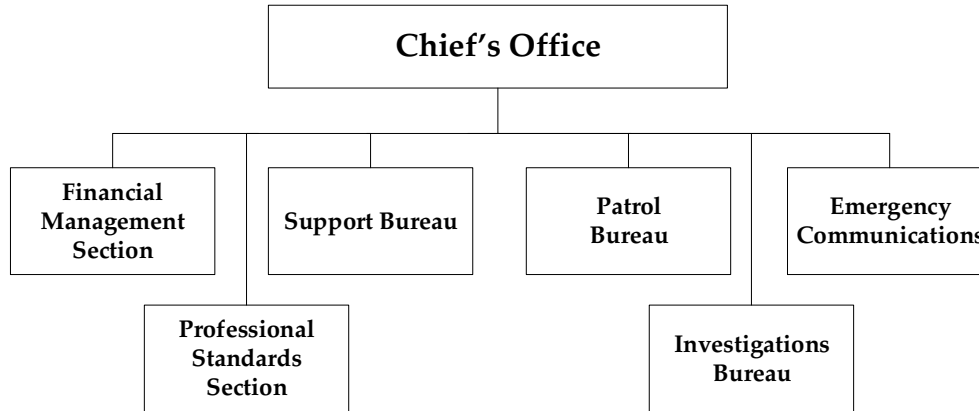 Chief’s Office
Financial
Management
Section
Support Bureau
Patrol
Bureau
Emergency
Communications
Professional
Standards
Section
Investigations
Bureau